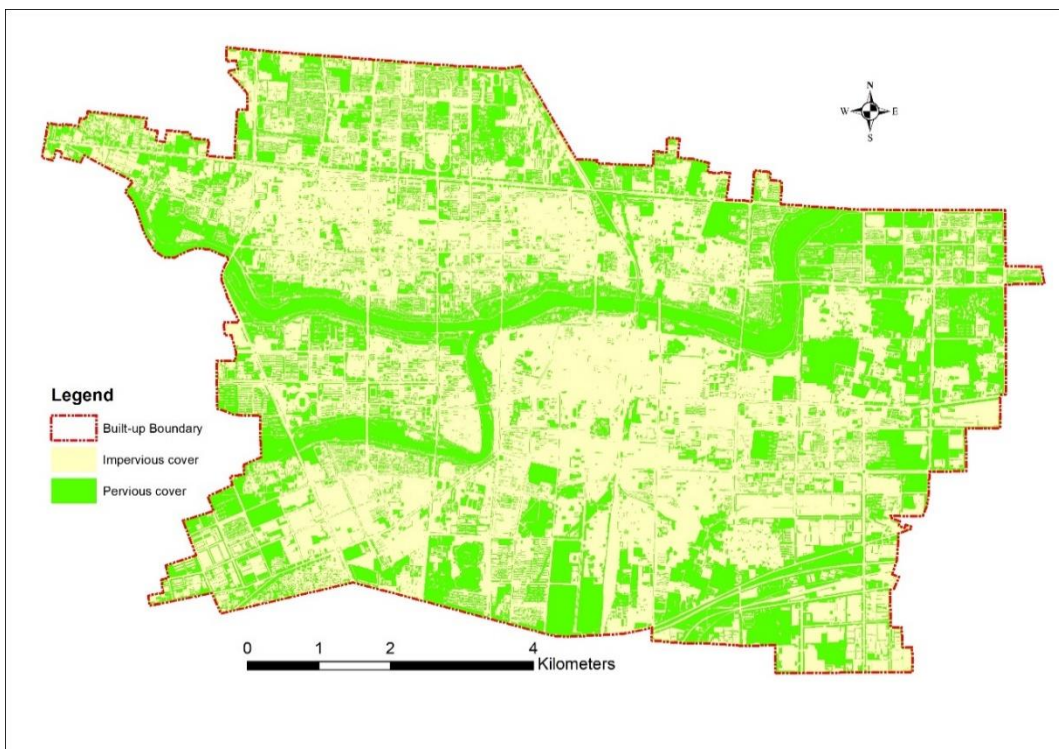 N
W E
S
Legend
Built-up Boundary
Impervious cover
Pervious cover
0 1 2 4
Kilometers